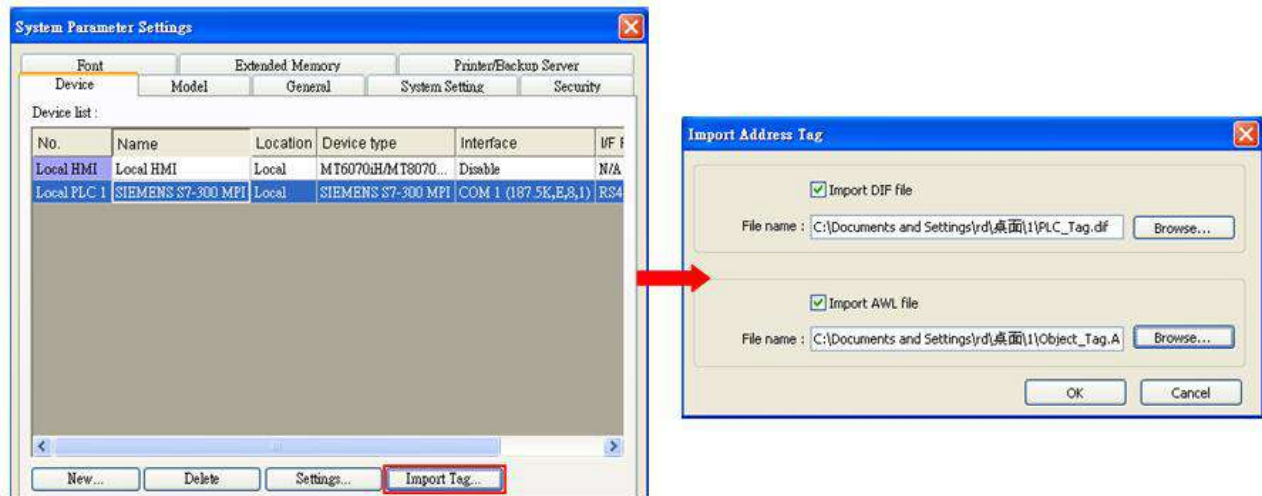 System Parameter Settings
Font Extended Memory Printer/Backup Server
Device Model General System Setting Security
Device list :
No. Name Location Device type Interface I/F
Local HMI Local HMI Local MT6070iH/MT8070... Disable N/A
Local PLC 1 SIEMENS S7-300 MPI Local SIEMENS S7-300 MPI COM 1 (187.5K,E,8,1) RS4
New... Delete Settings... Import Tag...
Import Address Tag
Import DIF file
File name : C:\Documents and Settings\rd\桌面\1\PLC_Tag.dif Browse...
Import AWL file
File name : C:\Documents and Settings\rd\桌面\1\Object_Tag.A Browse...
OK Cancel